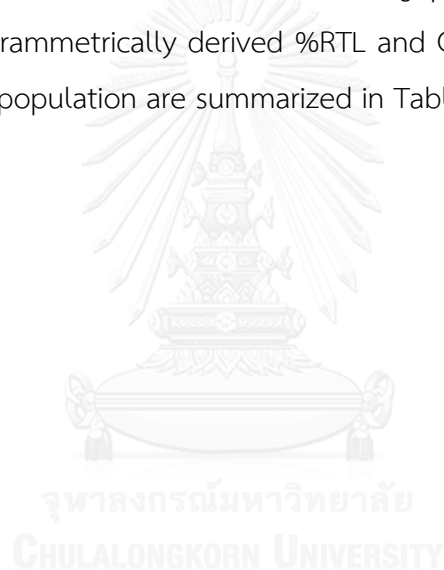 rammetrically derived %RTL and
population are summarized in Tabl
จุฬาลงกรณ์มหาวิทยาลัย
CHULALONGKORN UNIVERSITY